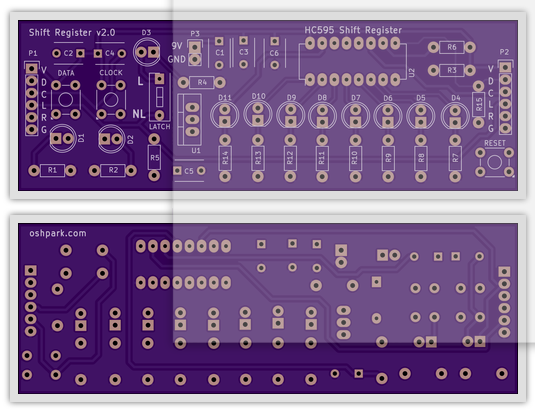 Shift Register v2.0
D3
P3
HC595 Shift Register
P1
C2
C4
9V
GND
C1
C3
C6
R6
P2
V
D
C
L
R
G
DATA
CLOCK
L
NL
LATCH
R4
U2
R3
R15
V
D
C
L
R
G
D11
D10
D9
D8
D7
D6
D5
D4
D1
D2
U1
RESET
R1
R2
R5
C5
R14
R13
R12
R11
R10
R9
R8
R7
oshpark.com